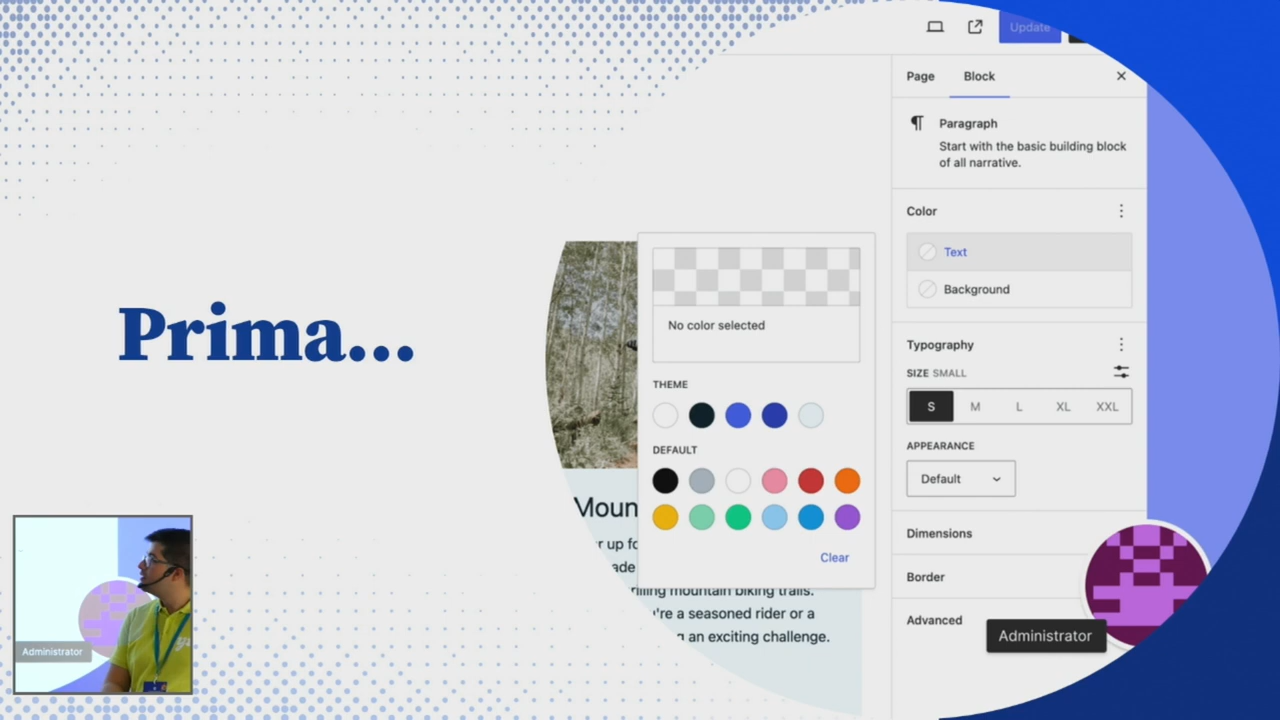 Update
Page
Block
Paragraph
Start with the basic building block
of all narrative.
Color
Text
Background
Typography
SIZE SMALL
S
M
L
XL
XXL
APPEARANCE
Default
Dimensions
Border
Advanced
Administrator
Prima...
No color selected
THEME
DEFAULT
Clear
Moun
r up fo
ade
rilling mountain biking trails.
're a seasoned rider or a
g an exciting challenge.
Administrator